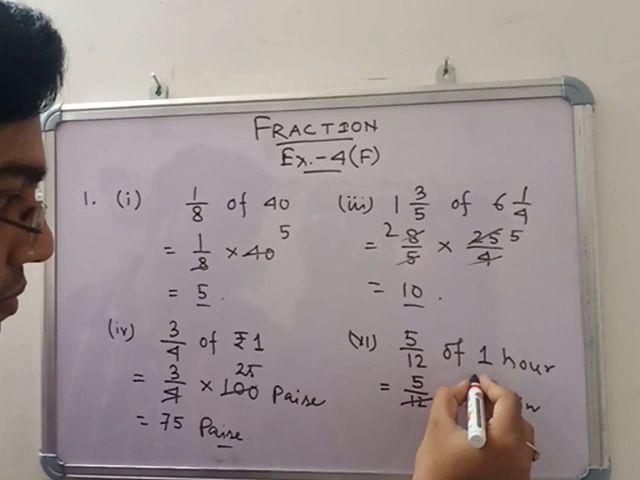 FRACTION
Ex.-4(F)
1. (i) 1/8 of 40
= 1/8 × 40 5
= 5.
(iii) 1 3/5 of 6 1/4
= 2 8/5 × 25/4 5
= 10.
(iv) 3/4 of ₹1
= 3/4 × 100 25 Paise
= 75 Paise.
(xi) 5/12 of 1 hour
= 5/12